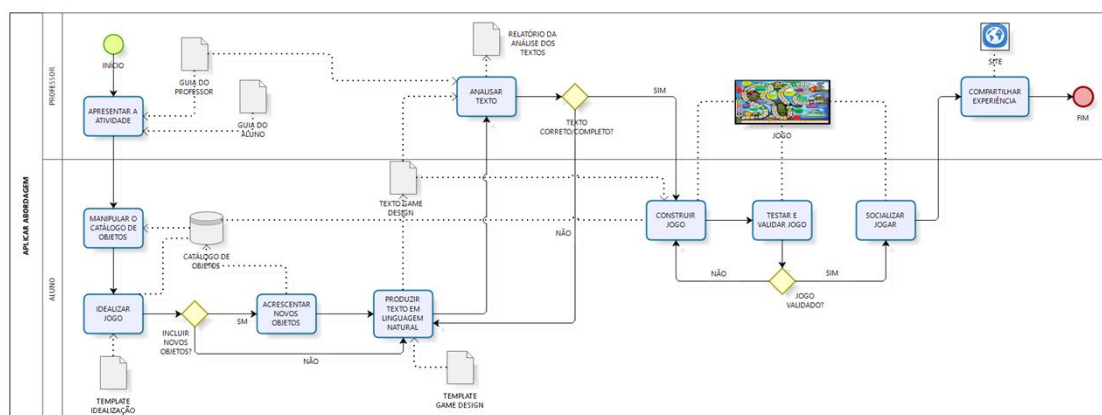 APLICAR ABORDAGEM
PROFESSOR
INÍCIO
GUIA DO
PROFESSOR
GUIA DO
ALUNO
APRESENTAR A
ATIVIDADE
RELATÓRIO DA
ANÁLISE DOS
TEXTOS
ANALISAR
TEXTO
TEXTO
CORRETO/COMPLETO?
SIM
NÃO
JOGO
SITE
COMPARTILHAR
EXPERIÊNCIA
FIM
ALUNO
MANIPULAR O
CATÁLOGO DE
OBJETOS
CATÁLOGO DE
OBJETOS
IDEALIZAR
JOGO
TEMPLATE
IDEALIZAÇÃO
INCLUIR
NOVOS
OBJETOS?
SM
NÃO
ACRESCENTAR
NOVOS
OBJETOS
TEXTO GAME
DESIGN
PRODUZIR
TEXTO EM
LINGUAGEM
NATURAL
TEMPLATE
GAME DESIGN
CONSTRUIR
JOGO
TESTAR E
VALIDAR JOGO
NÃO
SIM
JOGO
VALIDADO?
SOCIALIZAR
JOGAR